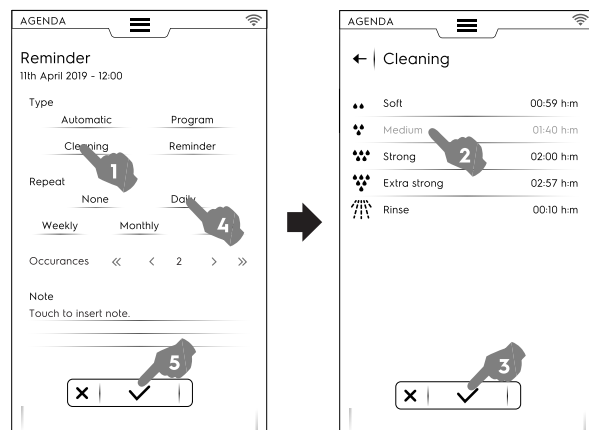 AGENDA
Reminder
11th April 2019 - 12:00
Type
Automatic Program
Cleaning Reminder
1
Repeat
None Daily
4
Weekly Monthly
Occurances << < 2 > >>
Note
Touch to insert note.
5
AGENDA
Cleaning
Soft 00:59 h:m
Medium 01:40 h:m
2
Strong 02:00 h:m
Extra strong 02:57 h:m
Rinse 00:10 h:m
3